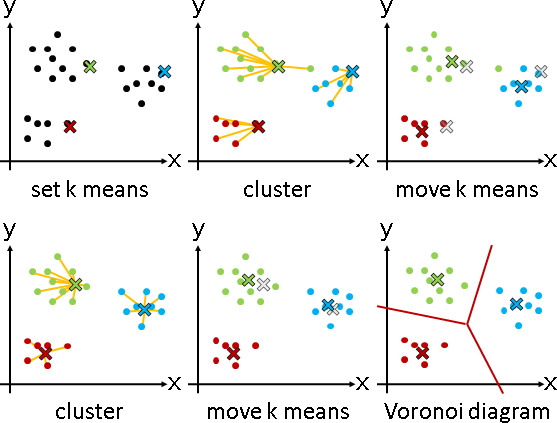 y
y
y
x
x
x
set k means
cluster
move k means
y
y
y
x
x
x
cluster
move k means
Voronoi diagram